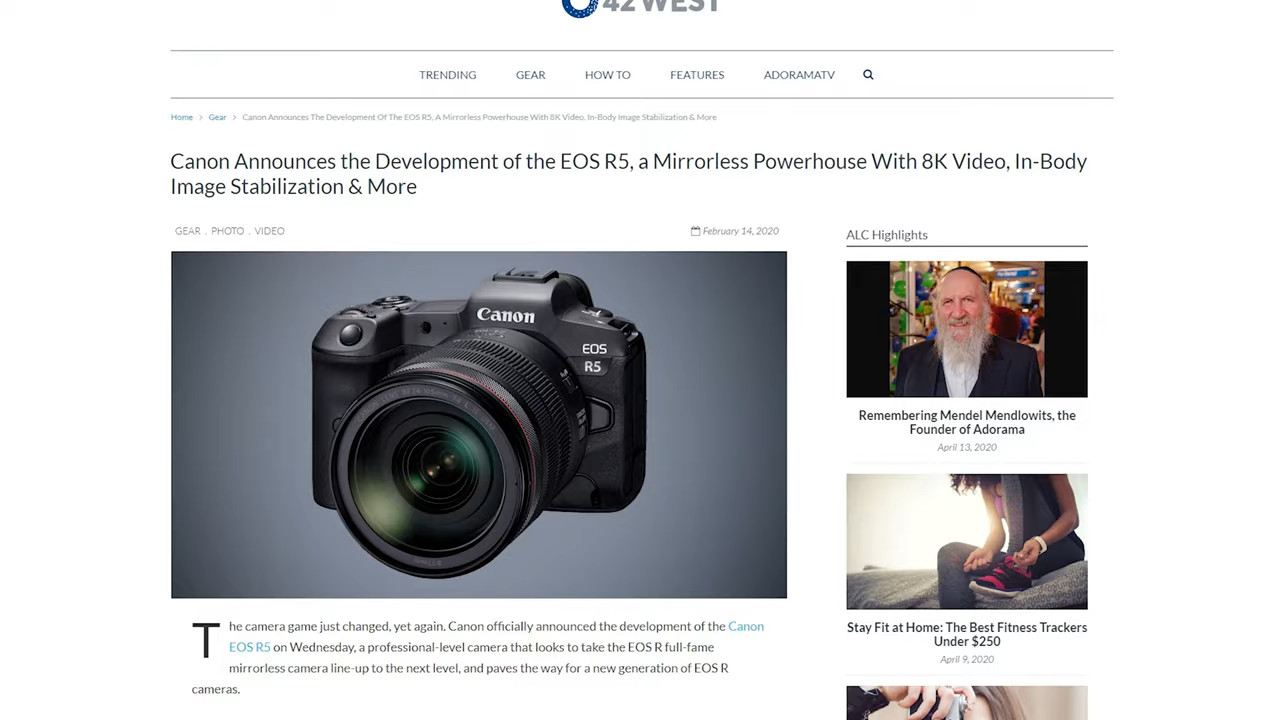 42WEST
TRENDING
GEAR
HOW TO
FEATURES
ADORAMATV
Home > Gear > Canon Announces The Development Of The EOS R5, A Mirrorless Powerhouse With 8K Video, In-Body Image Stabilization & More
Canon Announces the Development of the EOS R5, a Mirrorless Powerhouse With 8K Video, In-Body
Image Stabilization & More
GEAR . PHOTO . VIDEO
February 14, 2020
Canon
EOS
R5
The camera game just changed, yet again. Canon officially announced the development of the Canon
EOS R5 on Wednesday, a professional-level camera that looks to take the EOS R full-fame
mirrorless camera line-up to the next level, and paves the way for a new generation of EOS R
cameras.
ALC Highlights
Remembering Mendel Mendlowits, the
Founder of Adorama
April 13, 2020
Stay Fit at Home: The Best Fitness Trackers
Under $250
April 9, 2020